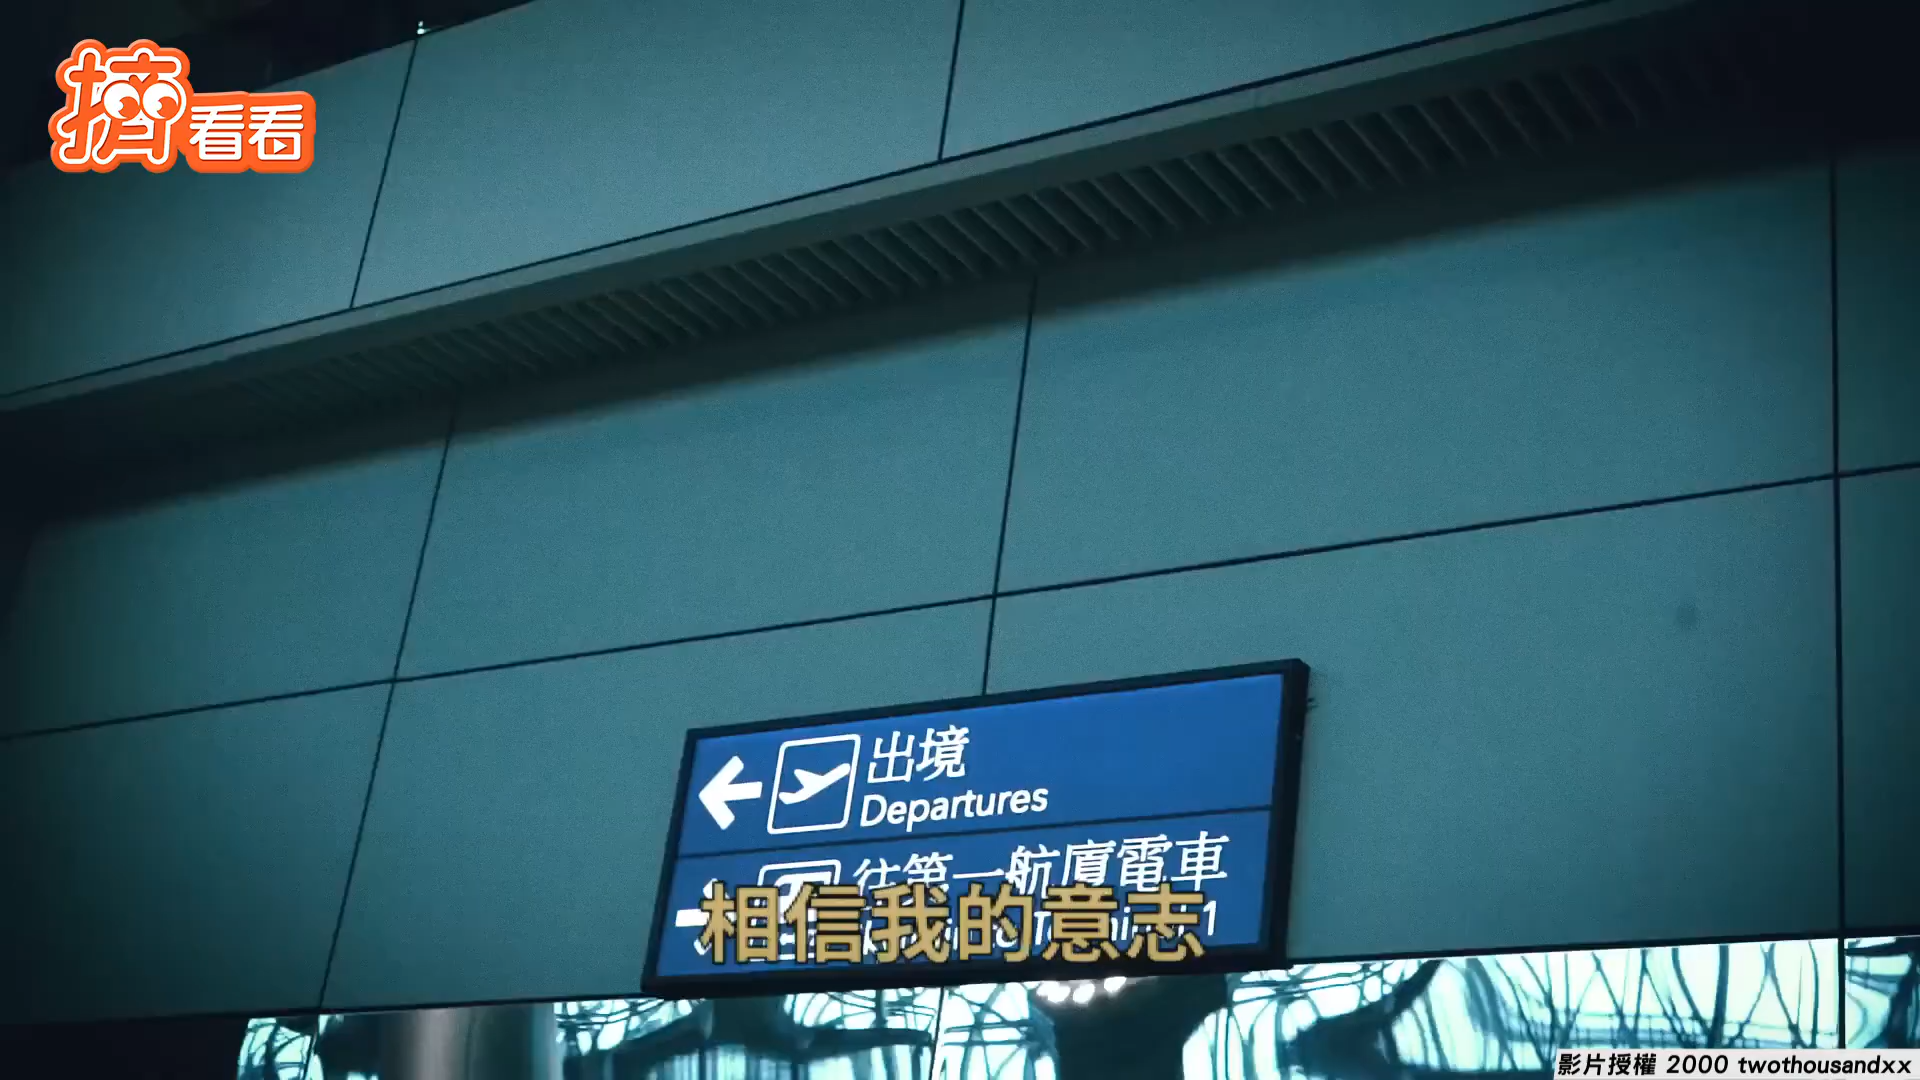 擠看看
出境
Departures
往第一航廈電車
相信我的意志
影片授權 2000 twothousandxx